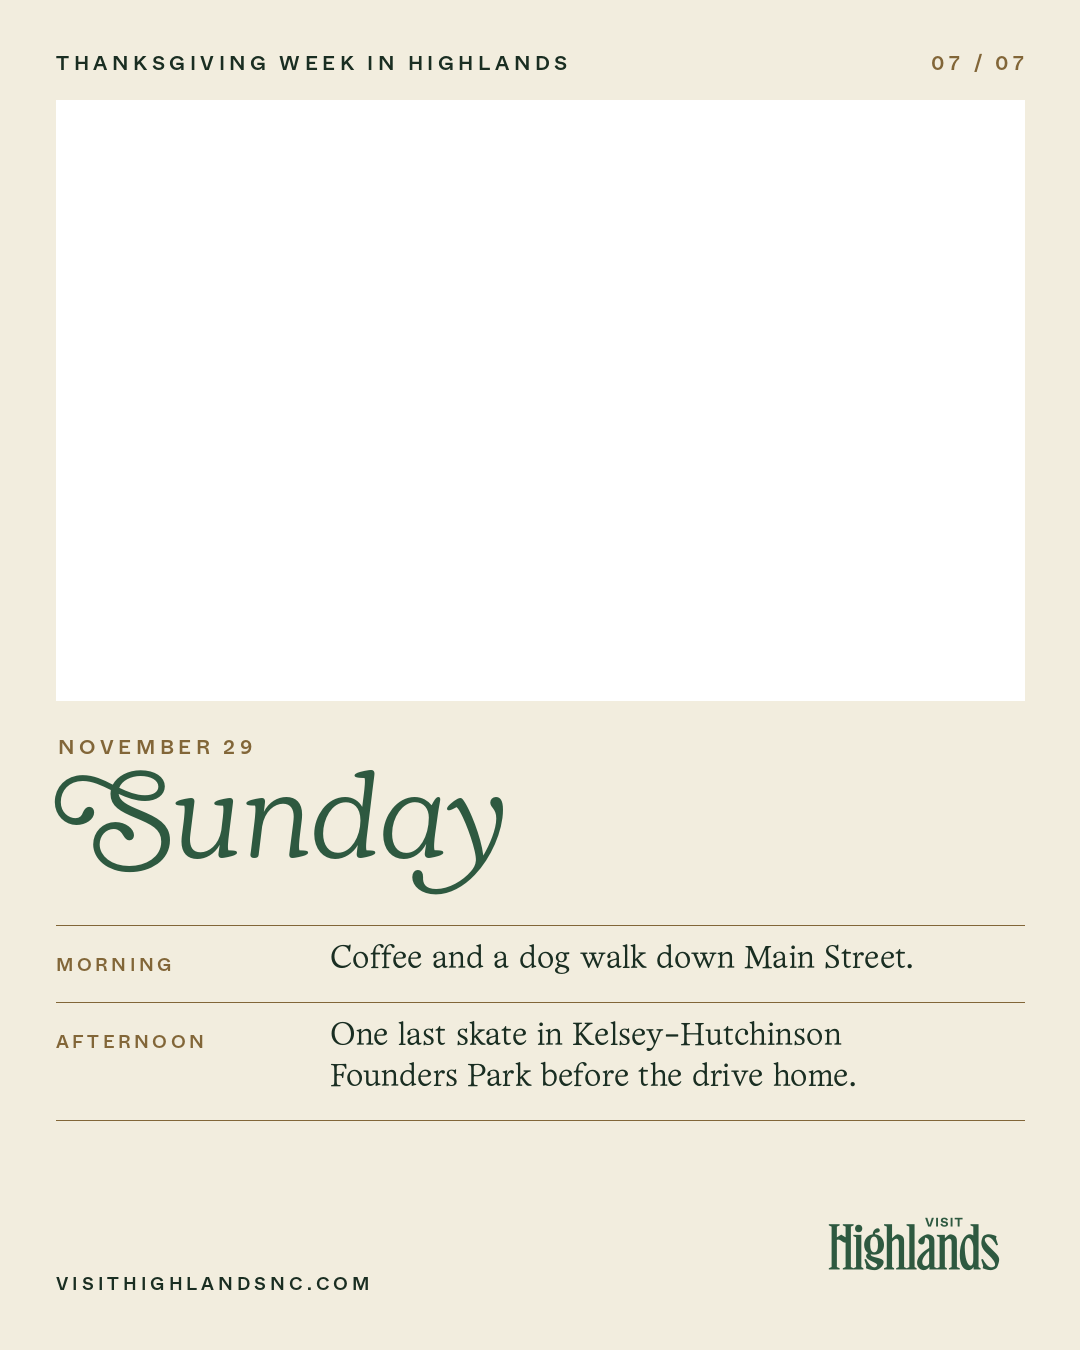 THANKSGIVING WEEK IN HIGHLANDS
07 / 07
NOVEMBER 29
Sunday
MORNING
Coffee and a dog walk down Main Street.
AFTERNOON
One last skate in Kelsey–Hutchinson
Founders Park before the drive home.
VISIT
Highlands
VISITHIGHLANDSNC.COM